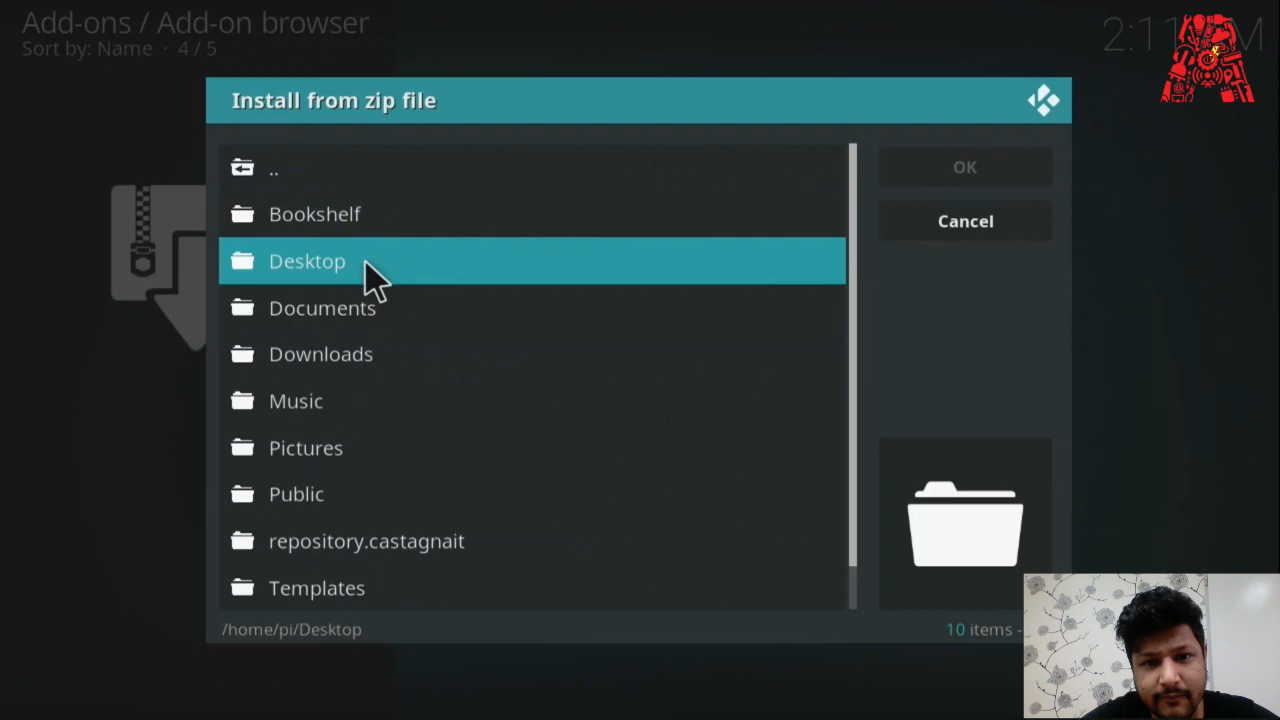 Add-ons / Add-on browser
Sort by: Name · 4 / 5
Install from zip file
..
OK
Bookshelf
Cancel
Desktop
Documents
Downloads
Music
Pictures
Public
repository.castagnait
Templates
/home/pi/Desktop
10 items -